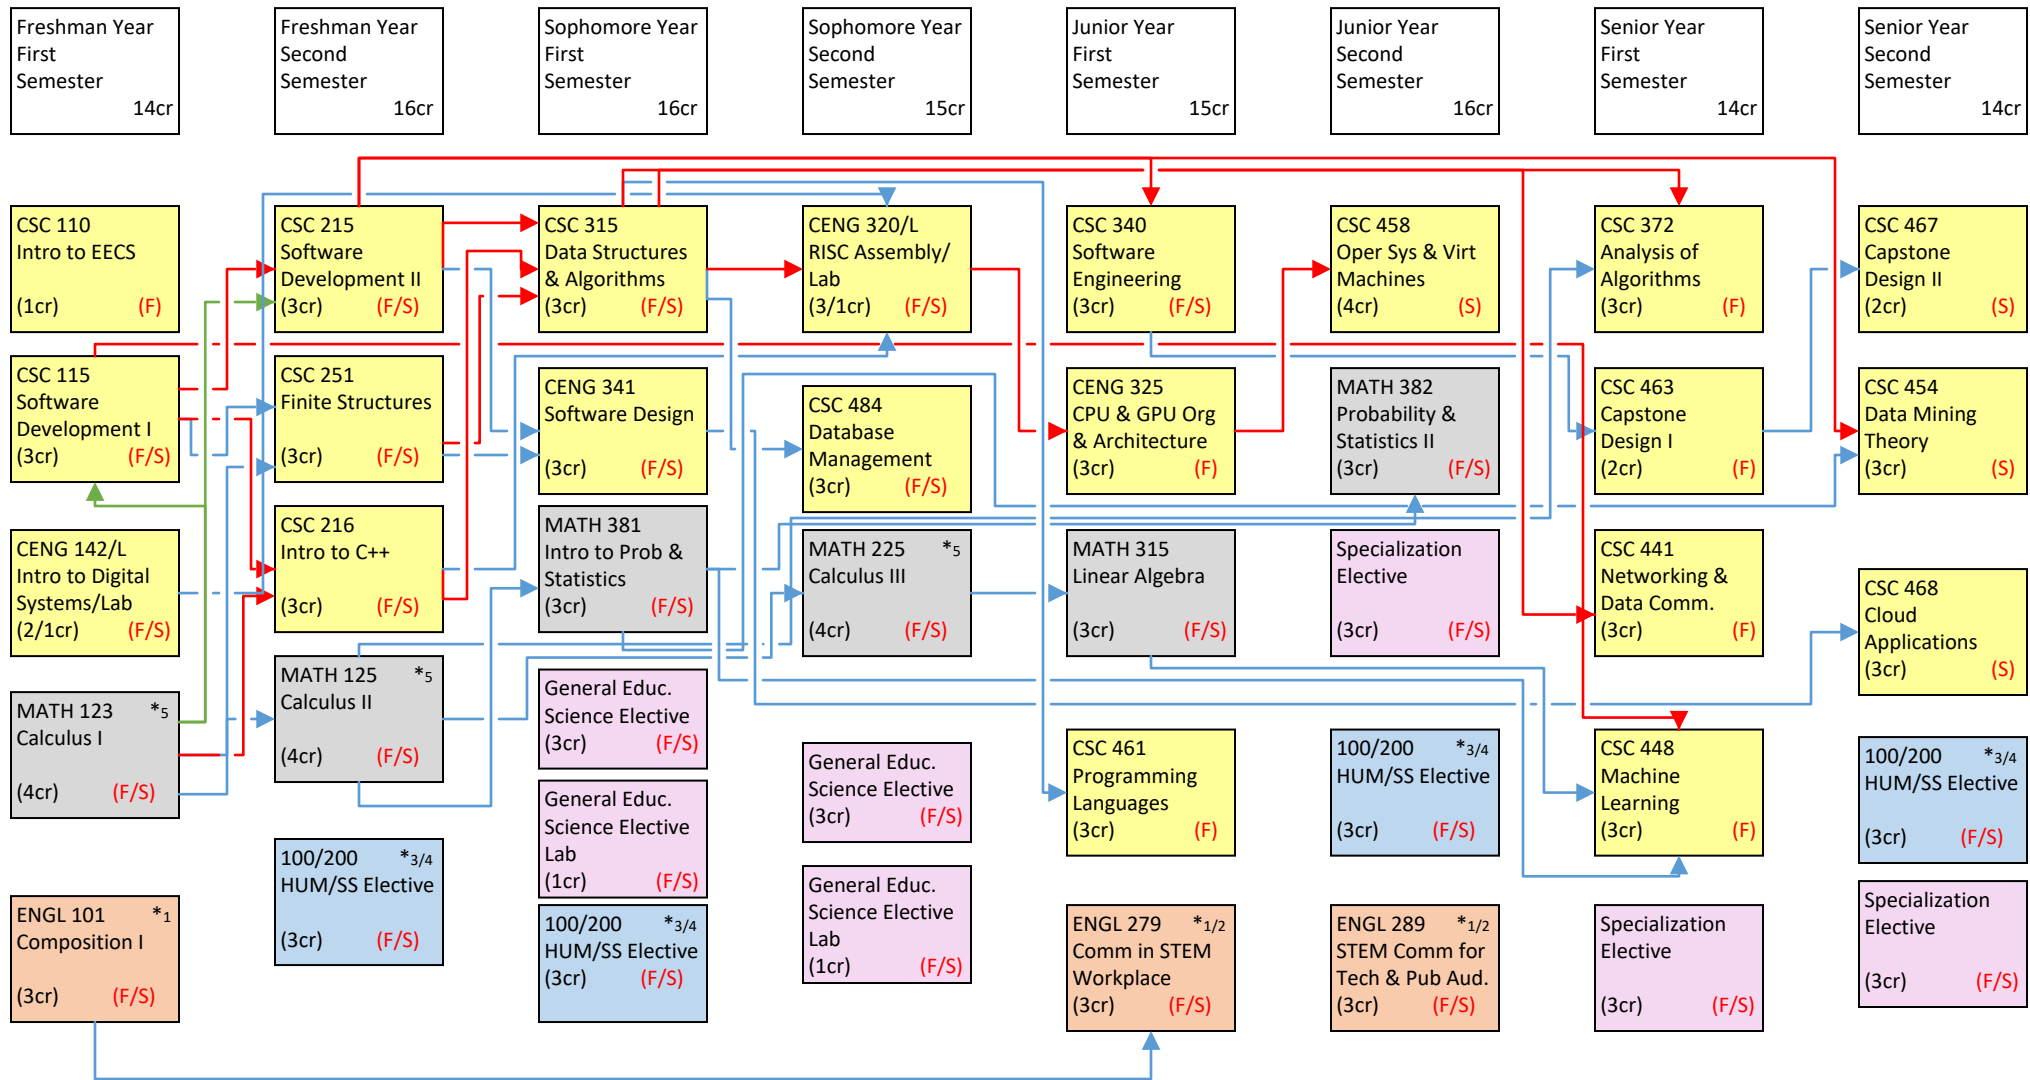 Freshman Year
First
Semester
14cr
Freshman Year
Second
Semester
16cr
Sophomore Year
First
Semester
16cr
Sophomore Year
Second
Semester
15cr
Junior Year
First
Semester
15cr
Junior Year
Second
Semester
16cr
Senior Year
First
Semester
14cr
Senior Year
Second
Semester
14cr
CSC 110
Intro to EECS
(1cr) (F)
CSC 115
Software
Development I
(3cr) (F/S)
CENG 142/L
Intro to Digital
Systems/Lab
(2/1cr) (F/S)
MATH 123 *5
Calculus I
(4cr) (F/S)
ENGL 101 *1
Composition I
(3cr) (F/S)
CSC 215
Software
Development II
(3cr) (F/S)
CSC 251
Finite Structures
(3cr) (F/S)
CSC 216
Intro to C++
(3cr) (F/S)
MATH 125 *5
Calculus II
(4cr) (F/S)
100/200 *3/4
HUM/SS Elective
(3cr) (F/S)
CSC 315
Data Structures
& Algorithms
(3cr) (F/S)
CENG 341
Software Design
(3cr) (F/S)
MATH 381
Intro to Prob &
Statistics
(3cr) (F/S)
General Educ.
Science Elective
(3cr) (F/S)
General Educ.
Science Elective
Lab
(1cr) (F/S)
100/200 *3/4
HUM/SS Elective
(3cr) (F/S)
CENG 320/L
RISC Assembly/
Lab
(3/1cr) (F/S)
CSC 484
Database
Management
(3cr) (F/S)
MATH 225 *5
Calculus III
(4cr) (F/S)
General Educ.
Science Elective
(3cr) (F/S)
General Educ.
Science Elective
Lab
(1cr) (F/S)
CSC 340
Software
Engineering
(3cr) (F/S)
CENG 325
CPU & GPU Org
& Architecture
(3cr) (F)
MATH 315
Linear Algebra
(3cr) (F/S)
CSC 461
Programming
Languages
(3cr) (F)
ENGL 279 *1/2
Comm in STEM
Workplace
(3cr) (F/S)
CSC 458
Oper Sys & Virt
Machines
(4cr) (S)
MATH 382
Probability &
Statistics II
(3cr) (F/S)
Specialization
Elective
(3cr) (F/S)
100/200 *3/4
HUM/SS Elective
(3cr) (F/S)
ENGL 289 *1/2
STEM Comm for
Tech & Pub Aud.
(3cr) (F/S)
CSC 372
Analysis of
Algorithms
(3cr) (F)
CSC 463
Capstone
Design I
(2cr) (F)
CSC 441
Networking &
Data Comm.
(3cr) (F)
CSC 448
Machine
Learning
(3cr) (F)
Specialization
Elective
(3cr) (F/S)
CSC 467
Capstone
Design II
(2cr) (S)
CSC 454
Data Mining
Theory
(3cr) (S)
CSC 468
Cloud
Applications
(3cr) (S)
100/200 *3/4
HUM/SS Elective
(3cr) (F/S)
Specialization
Elective
(3cr) (F/S)